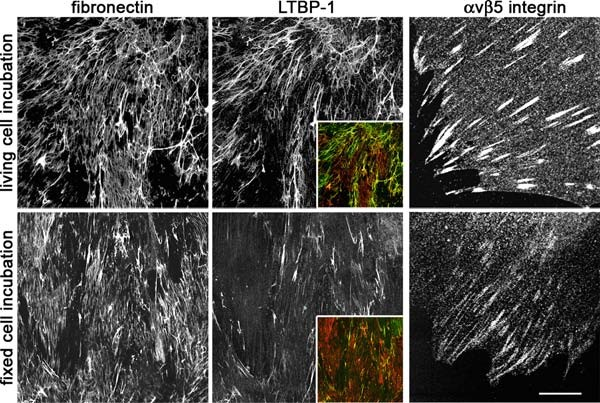 fibronectin LTBP-1 αvβ5 integrin
living cell incubation
fixed cell incubation